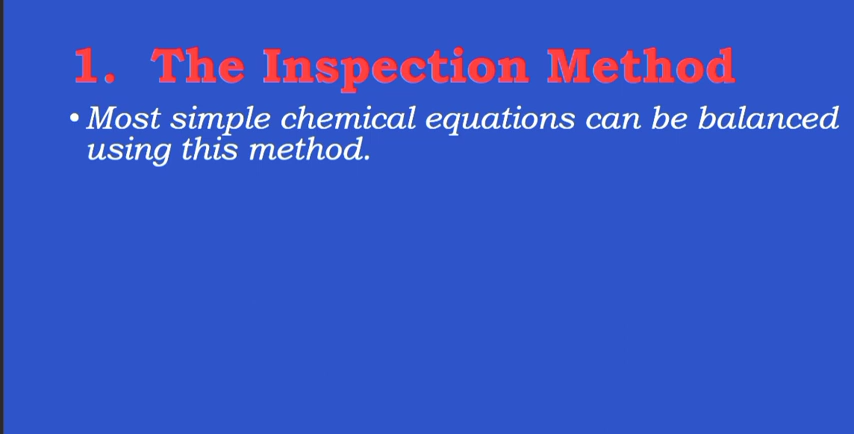 1. The Inspection Method
• Most simple chemical equations can be balanced
using this method.